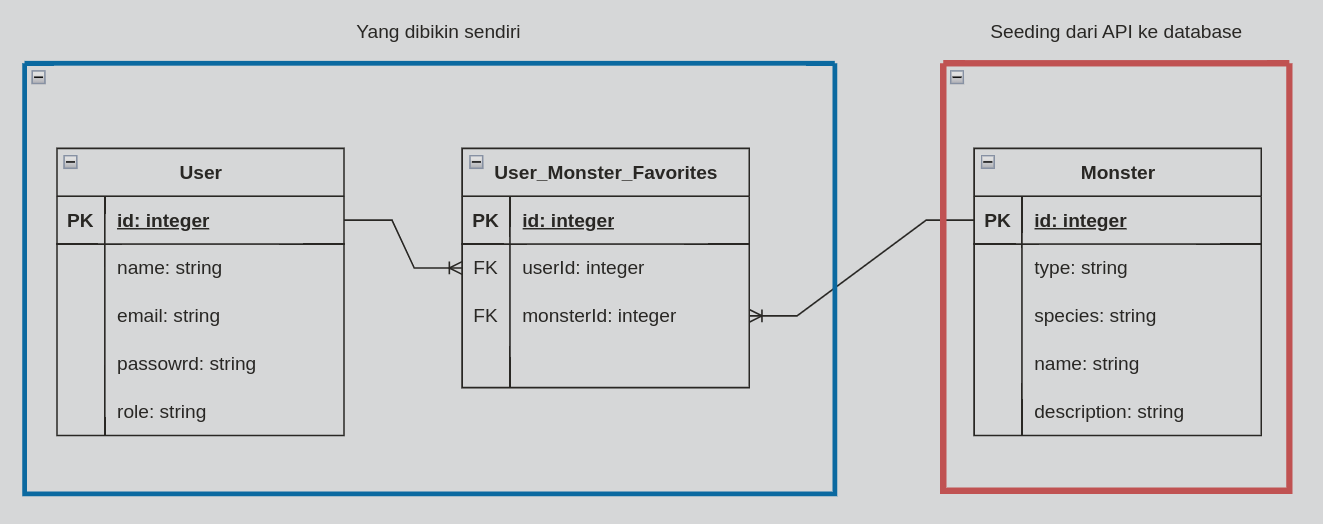 Yang dibikin sendiri
Seeding dari API ke database
User
PK id: integer
name: string
email: string
passowrd: string
role: string
User_Monster_Favorites
PK id: integer
FK userId: integer
FK monsterId: integer
Monster
PK id: integer
type: string
species: string
name: string
description: string